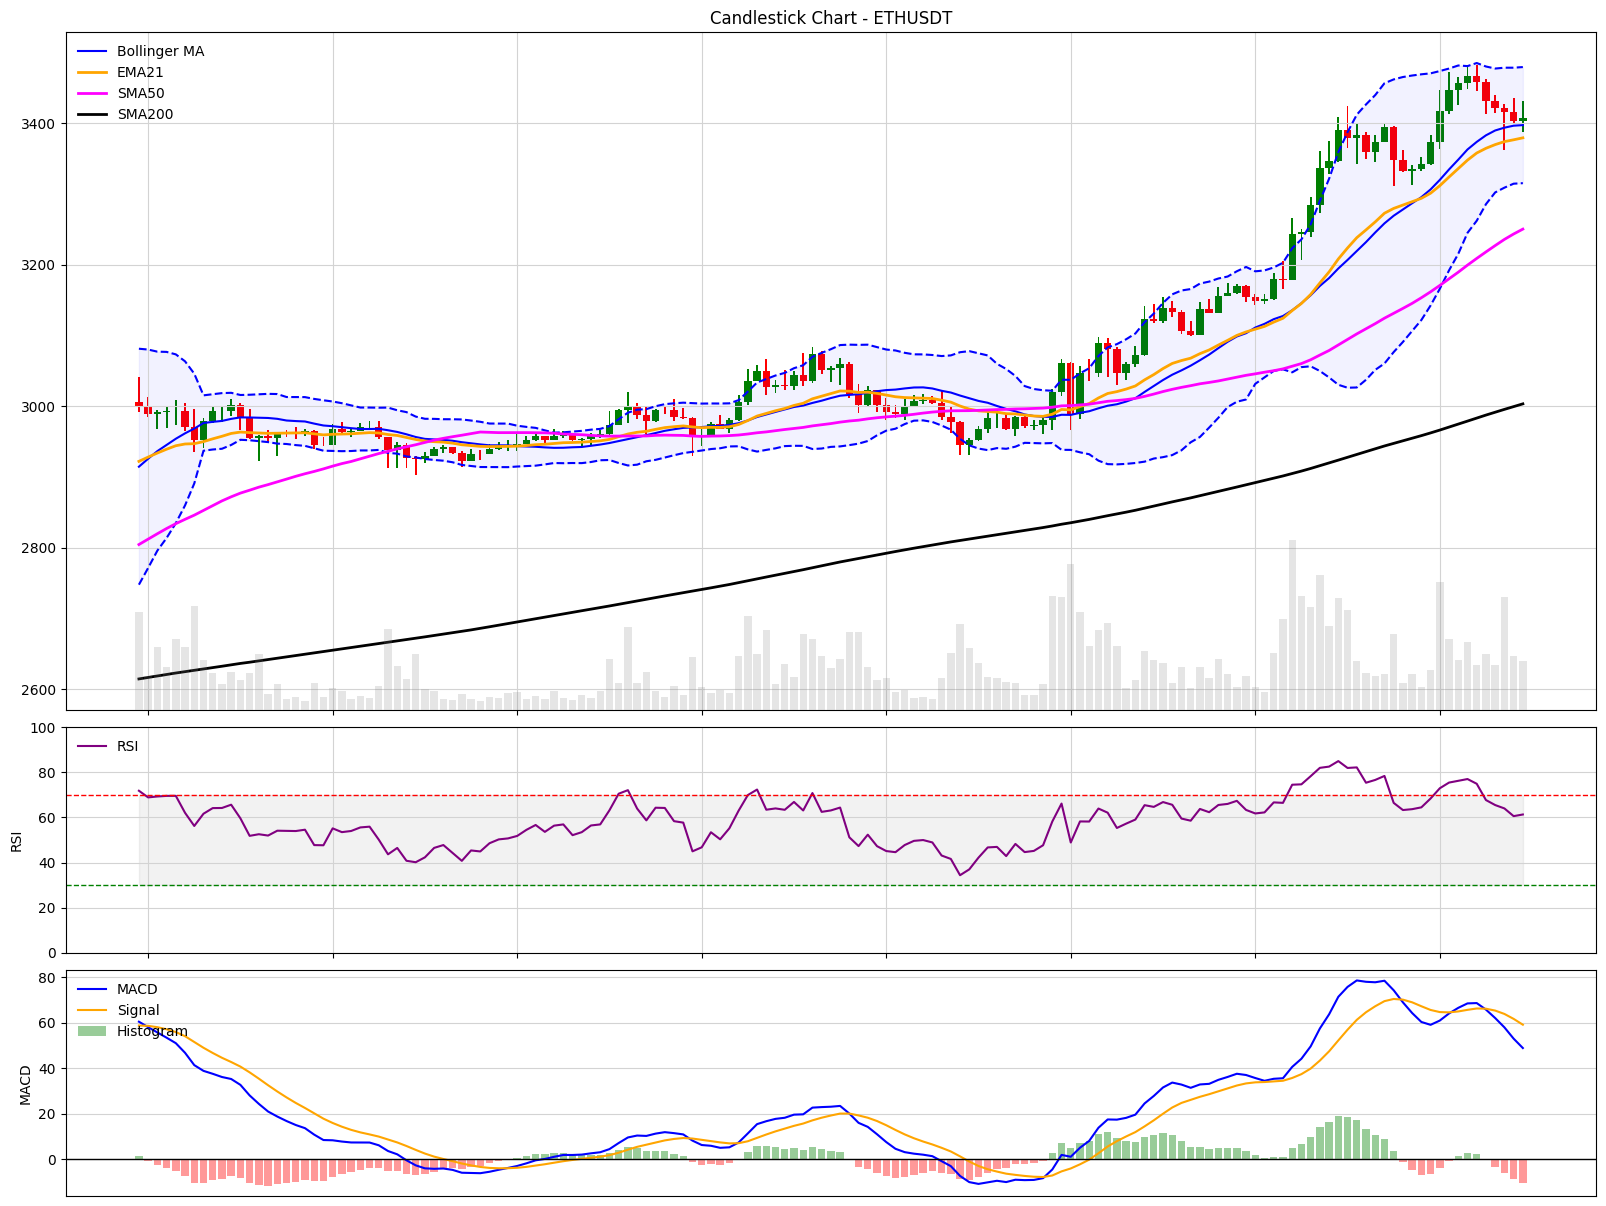 Candlestick Chart - ETHUSDT
Bollinger MA
EMA21
SMA50
SMA200
3400
3200
3000
2800
2600
100
80
60
40
20
0
RSI
RSI
80
60
40
20
0
MACD
MACD
Signal
Histogram